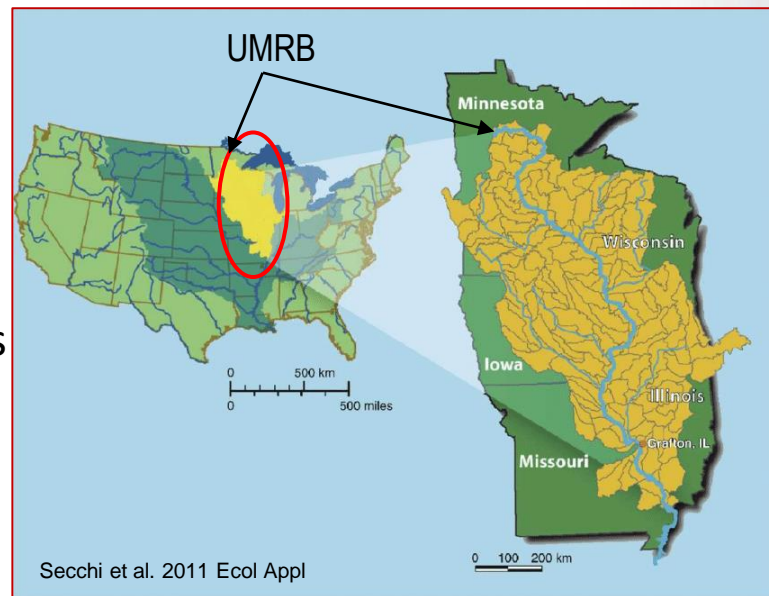 UMRB
Minnesota
Wisconsin
Iowa
Illinois
Grafton, IL
Missouri
s
0 500 km
0 500 miles
0 100 200 km
Secchi et al. 2011 Ecol Appl